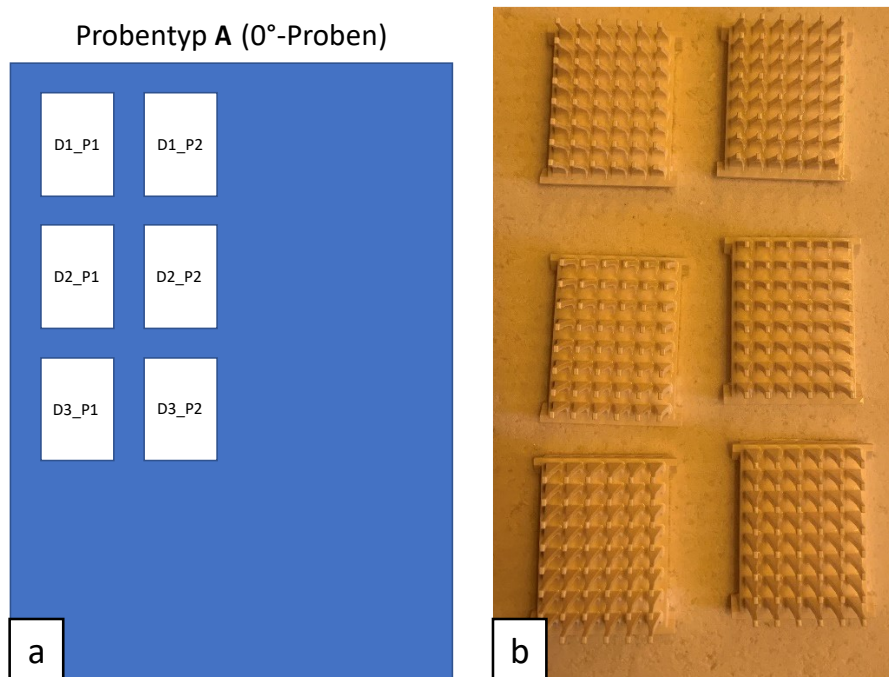 Probentyp A (0°-Proben)
D1_P1
D1_P2
D2_P1
D2_P2
D3_P1
D3_P2
a
b